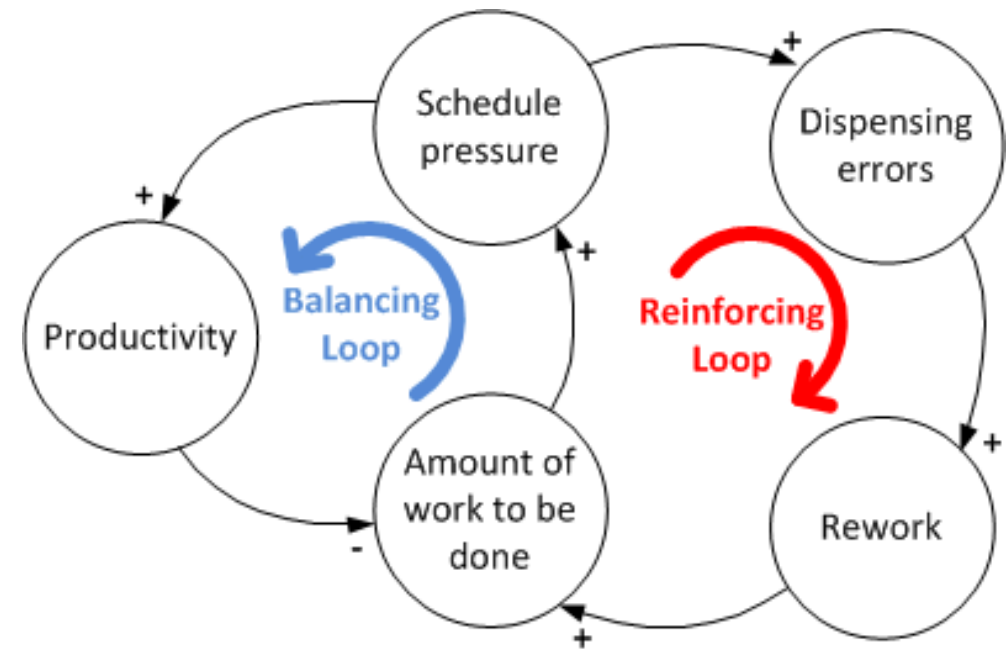 Schedule
pressure
+
Dispensing
errors
+
Productivity
Balancing
Loop
+
Reinforcing
Loop
Amount of
work to be
done
-
+
Rework
+